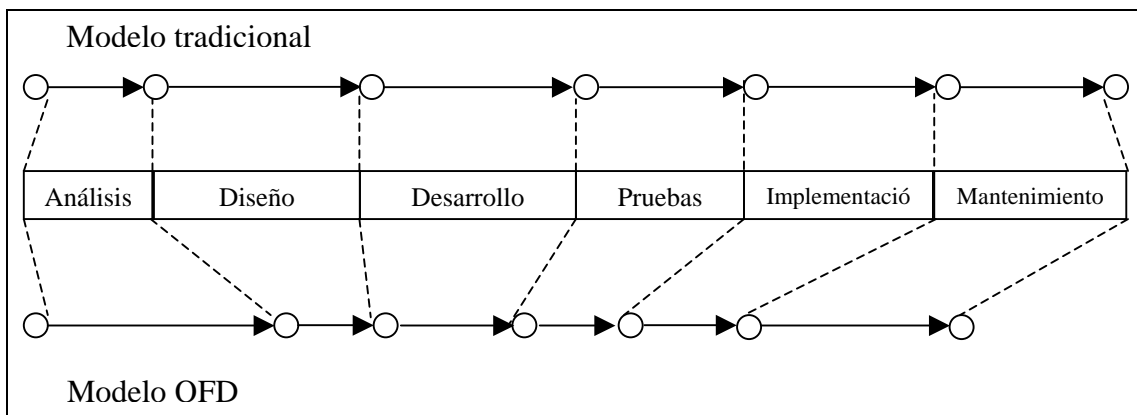 Modelo tradicional
Análisis Diseño Desarrollo Pruebas Implementació Mantenimiento
Modelo OFD